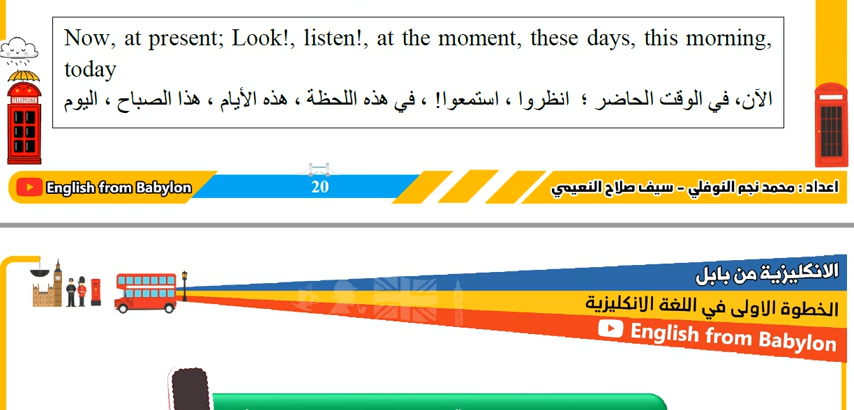 Now, at present; Look!, listen!, at the moment, these days, this morning,
today
الآن، في الوقت الحاضر ؛ انظروا ، استمعوا! ، في هذه اللحظة ، هذه الأيام ، هذا الصباح ، اليوم
English from Babylon
20
اعداد : محمد نجم النوفلي - سيف صلاح النعيمي
الانكليزية من بابل
الخطوة الاولى في اللغة الانكليزية
English from Babylon